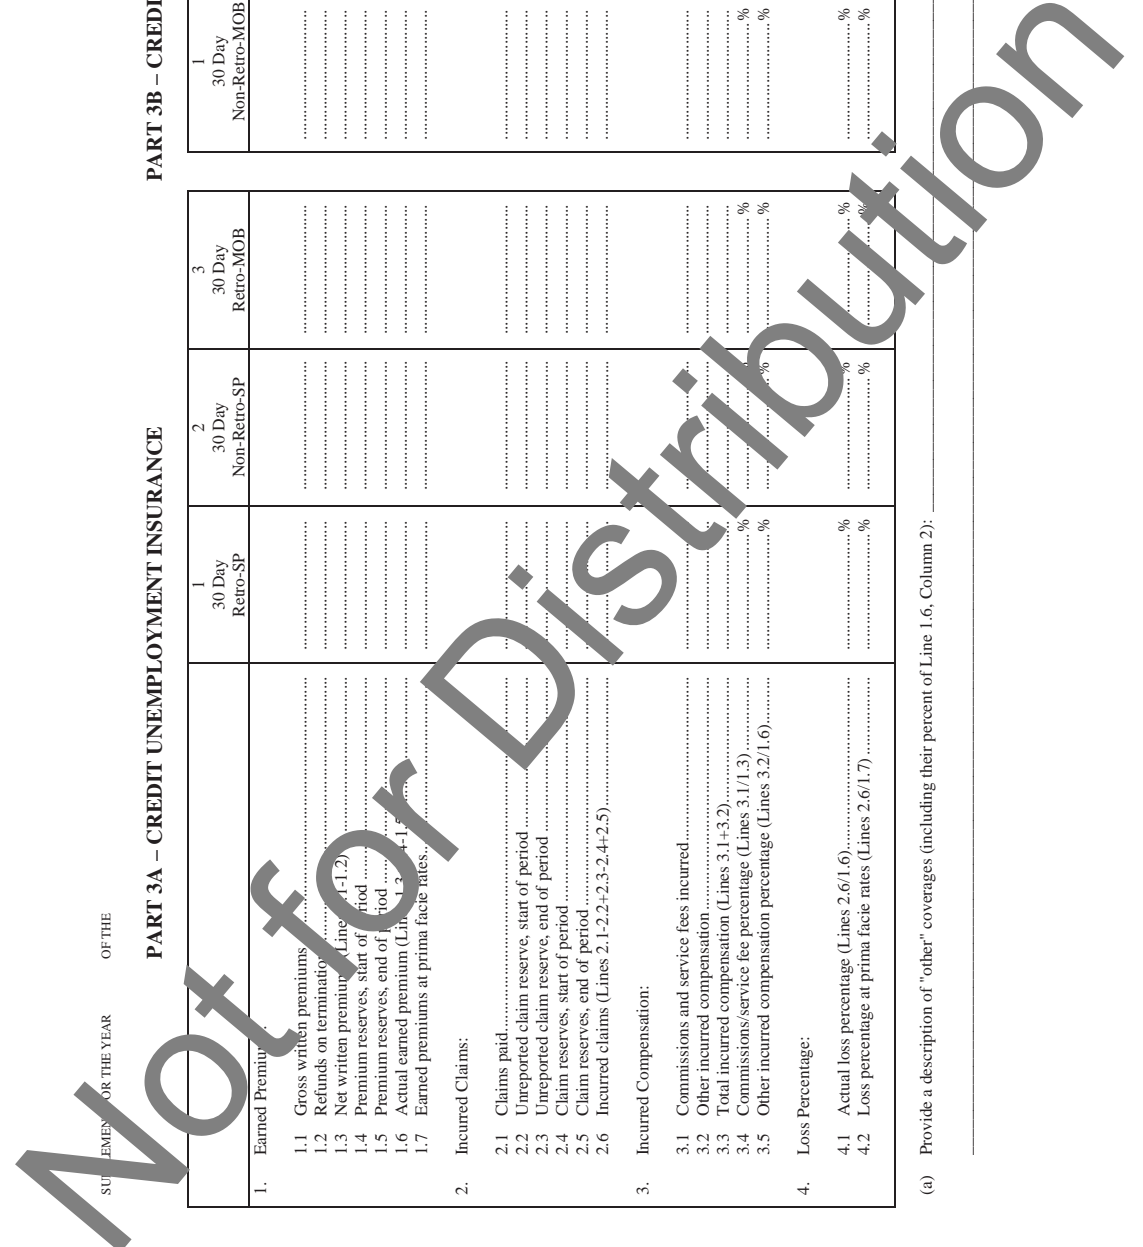 SUPPLEMENT FOR THE YEAR OF THE
PART 3A – CREDIT UNEMPLOYMENT INSURANCE
1
30 Day
Retro-SP
2
30 Day
Non-Retro-SP
3
30 Day
Retro-MOB
1. Earned Premiums:
1.1 Gross written premiums
1.2 Refunds on terminations
1.3 Net written premiums (Lines 1.1-1.2)
1.4 Premium reserves, start of period
1.5 Premium reserves, end of period
1.6 Actual earned premium (Lines 1.3+1.4-1.5)
1.7 Earned premiums at prima facie rates
2. Incurred Claims:
2.1 Claims paid
2.2 Unreported claim reserve, start of period
2.3 Unreported claim reserve, end of period
2.4 Claim reserves, start of period
2.5 Claim reserves, end of period
2.6 Incurred claims (Lines 2.1-2.2+2.3-2.4+2.5)
3. Incurred Compensation:
3.1 Commissions and service fees incurred
3.2 Other incurred compensation
3.3 Total incurred compensation (Lines 3.1+3.2)
3.4 Commissions/service fee percentage (Lines 3.1/1.3) % % %
3.5 Other incurred compensation percentage (Lines 3.2/1.6) % % %
4. Loss Percentage:
4.1 Actual loss percentage (Lines 2.6/1.6) % % %
4.2 Loss percentage at prima facie rates (Lines 2.6/1.7) % % %
(a) Provide a description of "other" coverages (including their percent of Line 1.6, Column 2):
PART 3B – CREDI
1
30 Day
Non-Retro-MOB
%
%
%
%
Not for Distribution